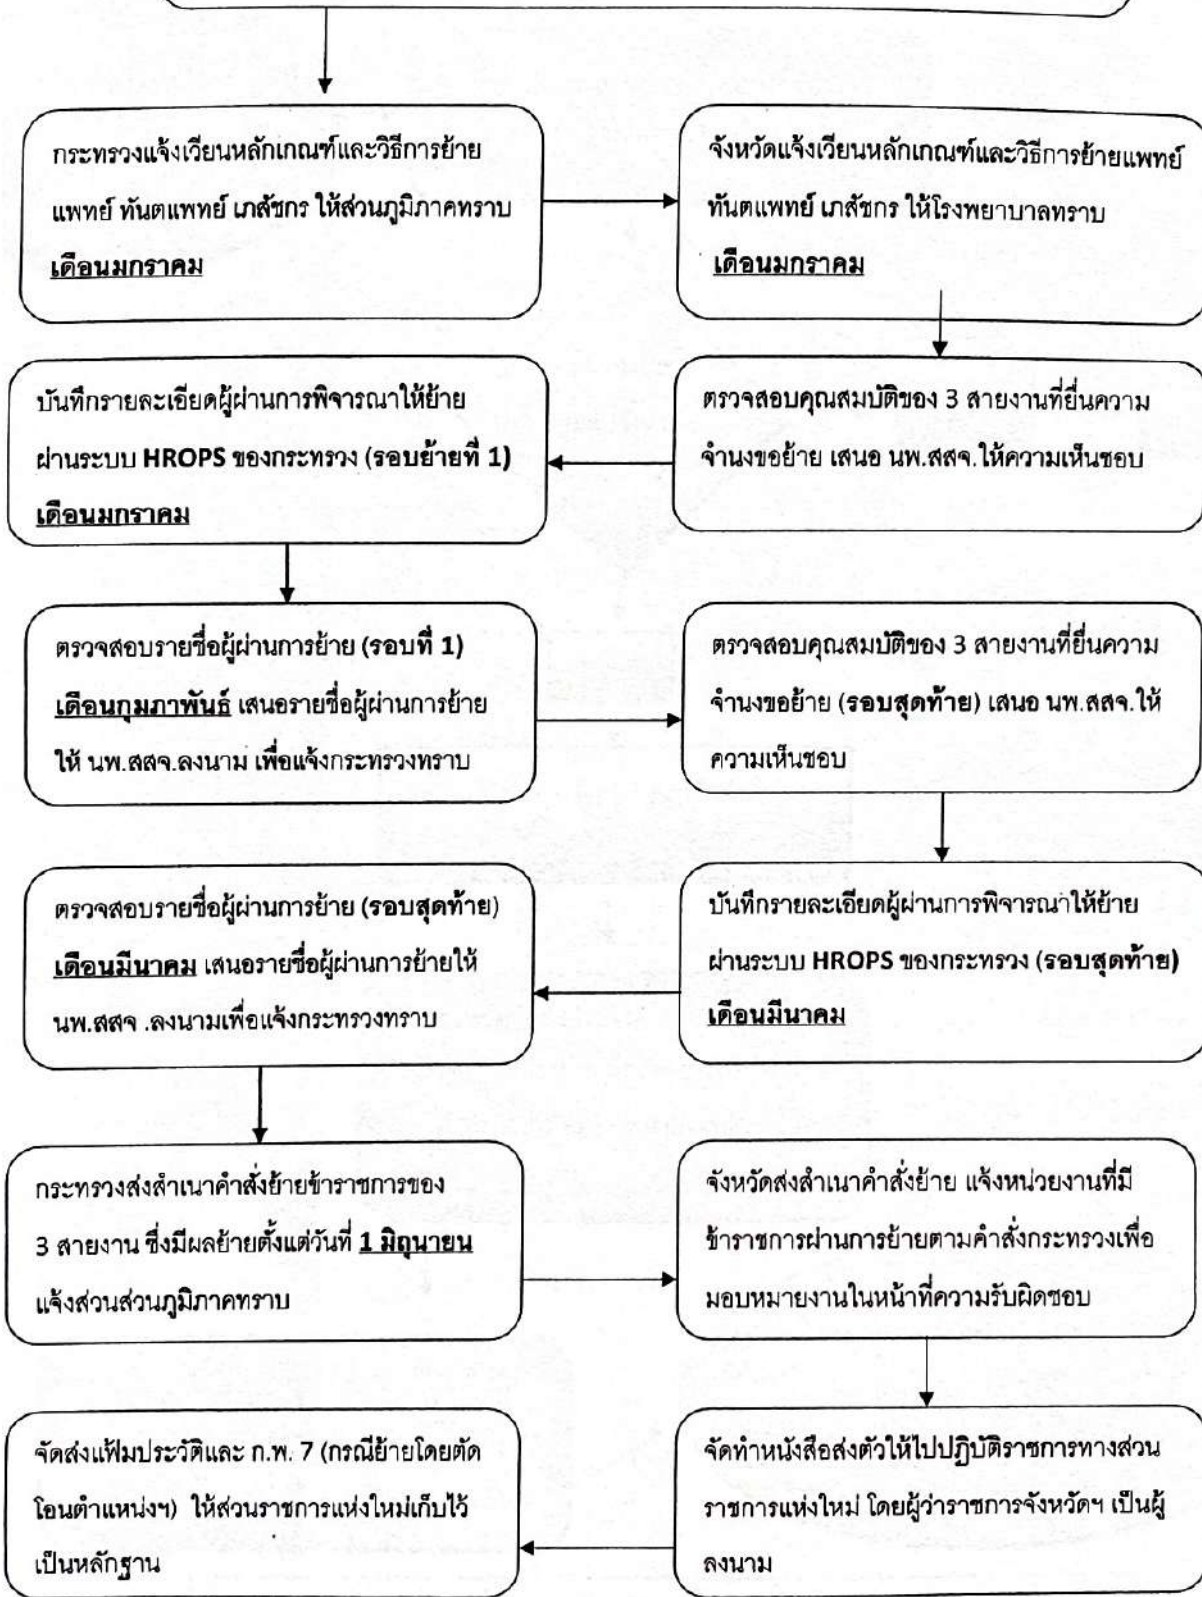 กระทรวงแจ้งเวียนหลักเกณฑ์และวิธีการย้าย
แพทย์ ทันตแพทย์ เภสัชกร ให้ส่วนภูมิภาคทราบ
เดือนมกราคม
จังหวัดแจ้งเวียนหลักเกณฑ์และวิธีการย้ายแพทย์
ทันตแพทย์ เภสัชกร ให้โรงพยาบาลทราบ
เดือนมกราคม
ตรวจสอบคุณสมบัติของ 3 สายงานที่ยื่นความ
จำนงขอย้าย เสนอ นพ.สสจ.ให้ความเห็นชอบ
บันทึกรายละเอียดผู้ผ่านการพิจารณาให้ย้าย
ผ่านระบบ HROPS ของกระทรวง (รอบย้ายที่ 1)
เดือนมกราคม
ตรวจสอบรายชื่อผู้ผ่านการย้าย (รอบที่ 1)
เดือนกุมภาพันธ์ เสนอรายชื่อผู้ผ่านการย้าย
ให้ นพ.สสจ.ลงนาม เพื่อแจ้งกระทรวงทราบ
ตรวจสอบคุณสมบัติของ 3 สายงานที่ยื่นความ
จำนงขอย้าย (รอบสุดท้าย) เสนอ นพ.สสจ.ให้
ความเห็นชอบ
บันทึกรายละเอียดผู้ผ่านการพิจารณาให้ย้าย
ผ่านระบบ HROPS ของกระทรวง (รอบสุดท้าย)
เดือนมีนาคม
ตรวจสอบรายชื่อผู้ผ่านการย้าย (รอบสุดท้าย)
เดือนมีนาคม เสนอรายชื่อผู้ผ่านการย้ายให้
นพ.สสจ .ลงนามเพื่อแจ้งกระทรวงทราบ
กระทรวงส่งสำเนาคำสั่งย้ายข้าราชการของ
3 สายงาน ซึ่งมีผลย้ายตั้งแต่วันที่ 1 มิถุนายน
แจ้งส่วนส่วนภูมิภาคทราบ
จังหวัดส่งสำเนาคำสั่งย้าย แจ้งหน่วยงานที่มี
ข้าราชการผ่านการย้ายตามคำสั่งกระทรวงเพื่อ
มอบหมายงานในหน้าที่ความรับผิดชอบ
จัดทำหนังสือส่งตัวให้ไปปฏิบัติราชการทางส่วน
ราชการแห่งใหม่ โดยผู้ว่าราชการจังหวัดฯ เป็นผู้
ลงนาม
จัดส่งแฟ้มประวัติและ ก.พ. 7 (กรณีย้ายโดยตัด
โอนตำแหน่งฯ) ให้ส่วนราชการแห่งใหม่เก็บไว้
เป็นหลักฐาน